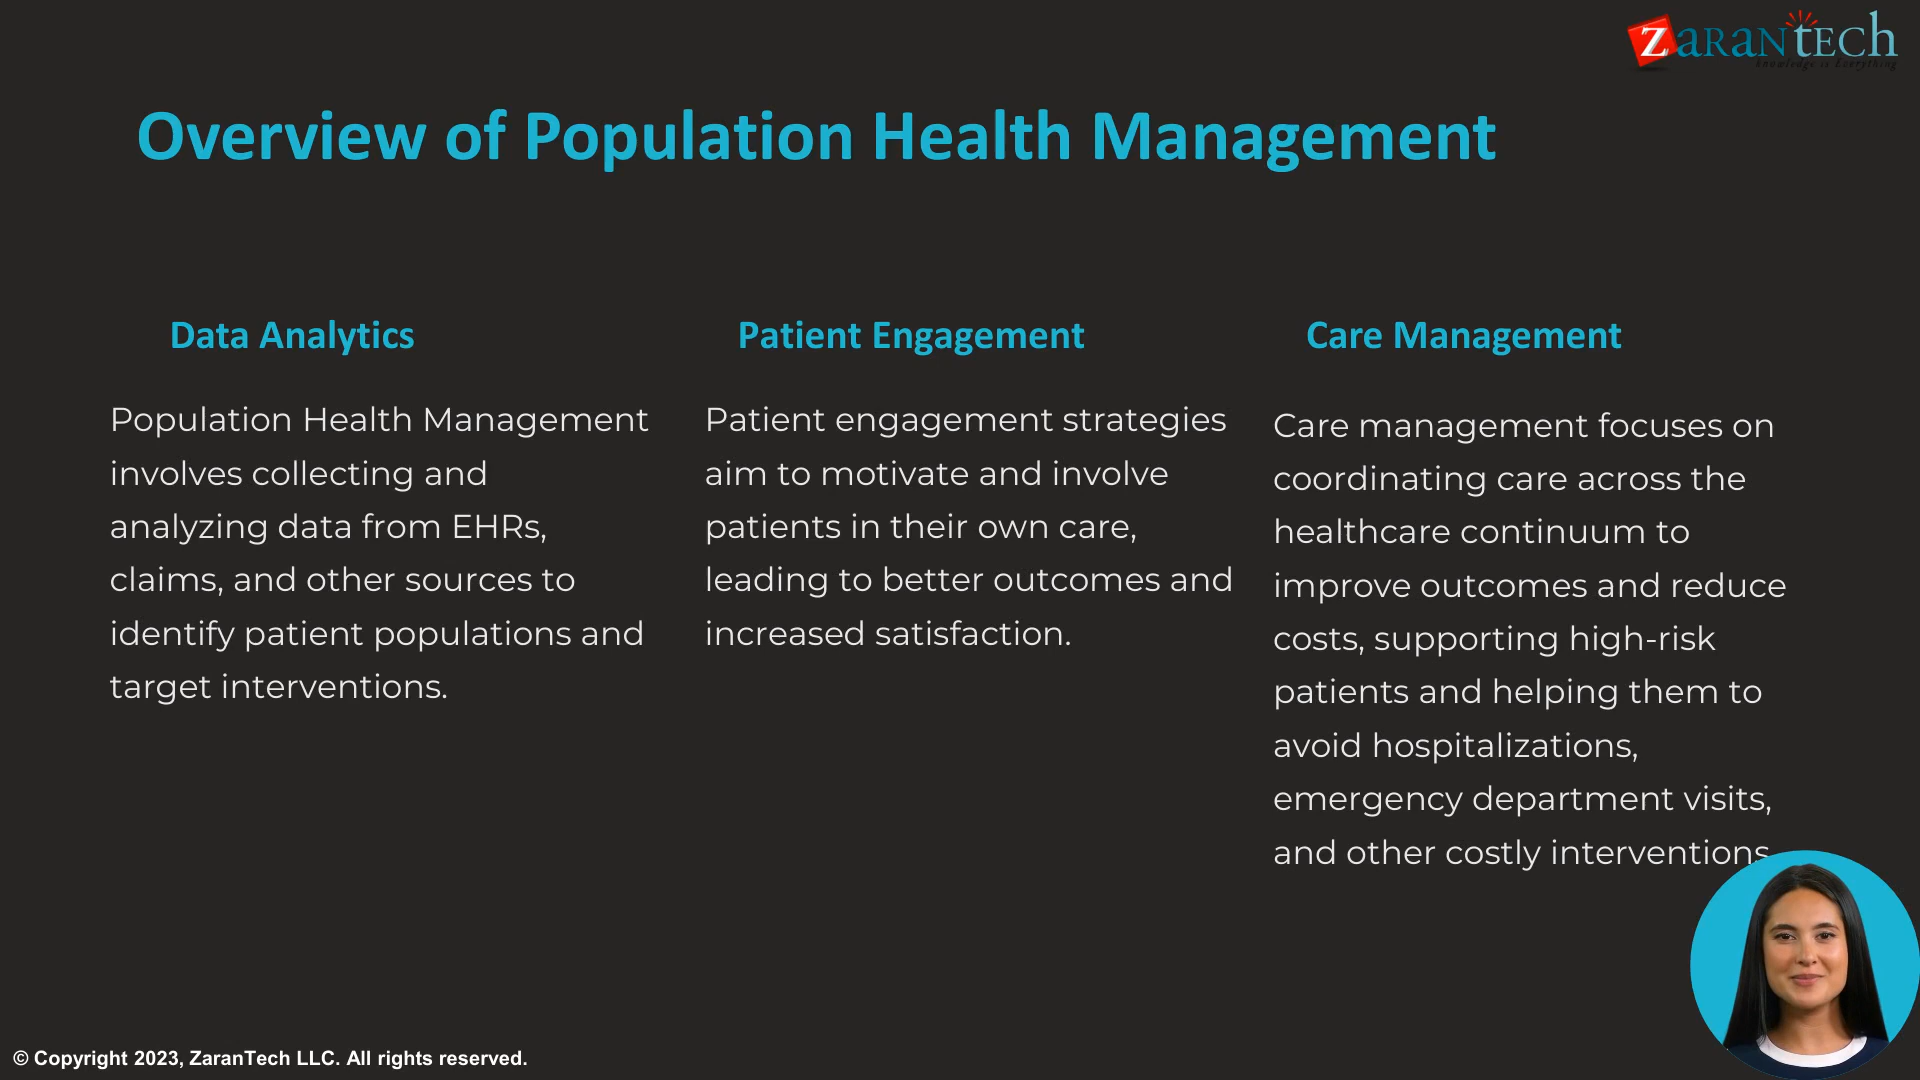 ZaranTech
knowledge is Everything
Overview of Population Health Management
Data Analytics
Population Health Management
involves collecting and
analyzing data from EHRs,
claims, and other sources to
identify patient populations and
target interventions.
Patient Engagement
Patient engagement strategies
aim to motivate and involve
patients in their own care,
leading to better outcomes and
increased satisfaction.
Care Management
Care management focuses on
coordinating care across the
healthcare continuum to
improve outcomes and reduce
costs, supporting high-risk
patients and helping them to
avoid hospitalizations,
emergency department visits,
and other costly interventions
© Copyright 2023, ZaranTech LLC. All rights reserved.